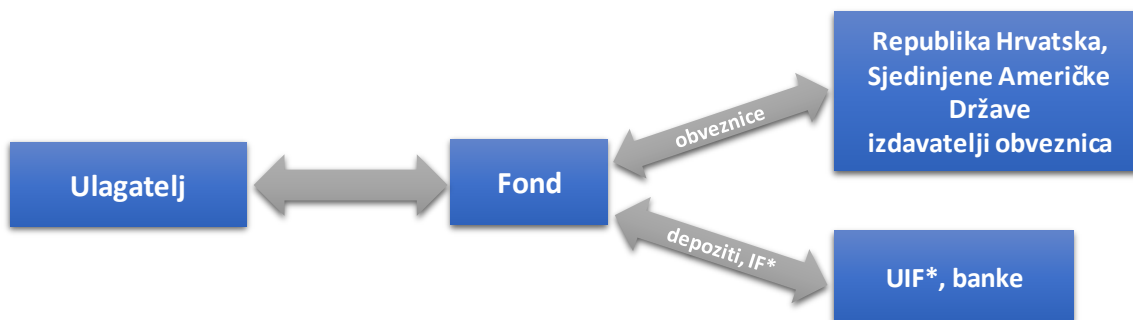 Ulagatelj
Fond
obveznice
Republika Hrvatska,
Sjedinjene Američke
Države
izdavatelji obveznica
depoziti, IF*
UIF*, banke